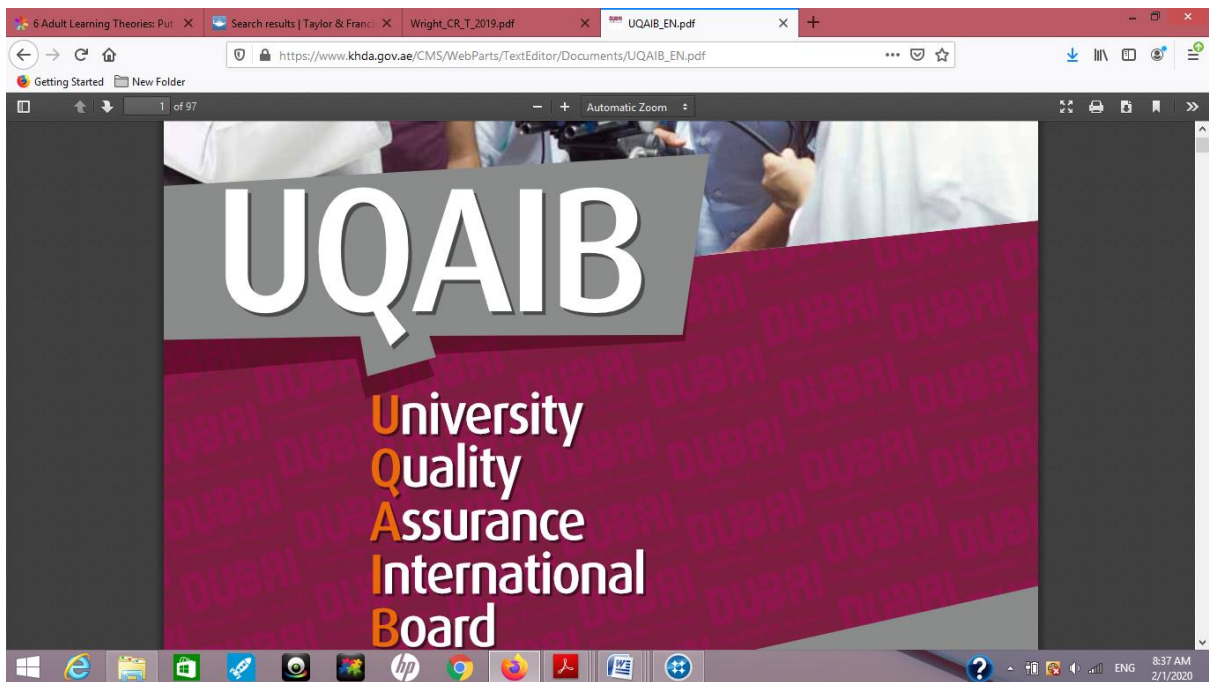 6 Adult Learning Theories: Put
Search results | Taylor & Franci
Wright_CR_T_2019.pdf
UQAIB_EN.pdf
https://www.khda.gov.ae/CMS/WebParts/TextEditor/Documents/UQAIB_EN.pdf
Getting Started
New Folder
1 of 97
Automatic Zoom
UQAIB
DUBAI
University
Quality
Assurance
International
Board
ENG
8:37 AM
2/1/2020